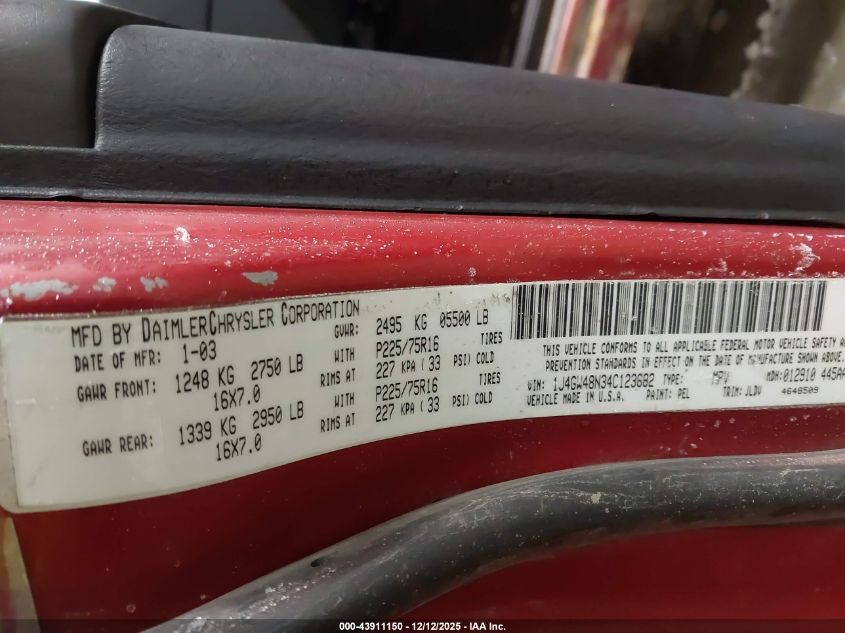 MFD BY DAIMLERCHRYSLER CORPORATION
DATE OF MFR: 1-03 GVWR: 2495 KG 05500 LB
GAWR FRONT: 1248 KG 2750 LB WITH P225/75R16 TIRES
16X7.0 RIMS AT 227 KPA ( 33 PSI) COLD
GAWR REAR: 1339 KG 2950 LB WITH P225/75R16 TIRES
16X7.0 RIMS AT 227 KPA ( 33 PSI) COLD
THIS VEHICLE CONFORMS TO ALL APPLICABLE FEDERAL MOTOR VEHICLE SAFETY
PREVENTION STANDARDS IN EFFECT ON THE DATE OF MANUFACTURE SHOWN ABOVE.
VIN: 1J4GW48N34C123682 TYPE: MPV MDH:012910 445AA
VEHICLE MADE IN U.S.A. PAINT: PEL TRIM: JLDV 4648509
000-43911150 - 12/12/2025 - IAA Inc.